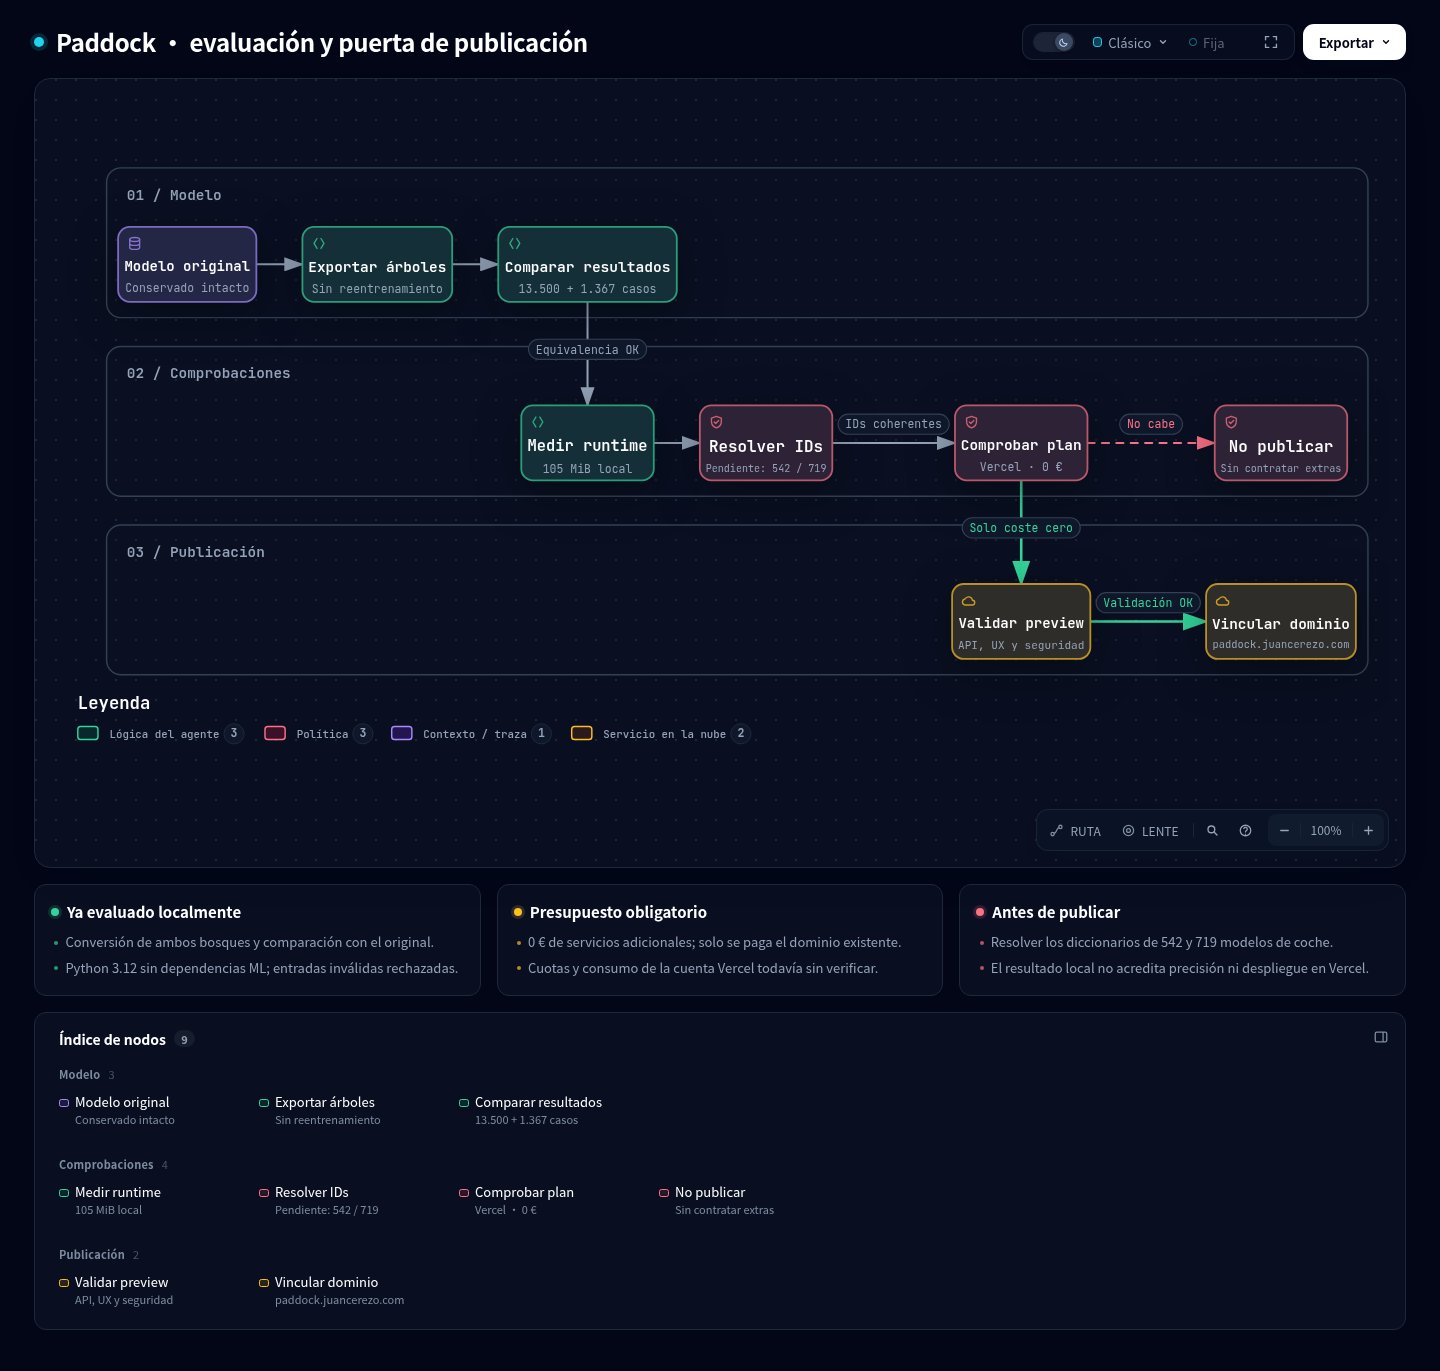 Paddock · evaluación y puerta de publicación
Clásico
Fija
Exportar
01 / Modelo
Modelo original
Conservado intacto
Exportar árboles
Sin reentrenamiento
Comparar resultados
13.500 + 1.367 casos
Equivalencia OK
02 / Comprobaciones
Medir runtime
105 MiB local
Resolver IDs
Pendiente: 542 / 719
IDs coherentes
Comprobar plan
Vercel · 0 €
No cabe
No publicar
Sin contratar extras
Solo coste cero
03 / Publicación
Validar preview
API, UX y seguridad
Validación OK
Vincular dominio
paddock.juancerezo.com
Leyenda
Lógica del agente 3
Política 3
Contexto / traza 1
Servicio en la nube 2
RUTA
LENTE
− 100% +
Ya evaluado localmente
• Conversión de ambos bosques y comparación con el original.
• Python 3.12 sin dependencias ML; entradas inválidas rechazadas.
Presupuesto obligatorio
• 0 € de servicios adicionales; solo se paga el dominio existente.
• Cuotas y consumo de la cuenta Vercel todavía sin verificar.
Antes de publicar
• Resolver los diccionarios de 542 y 719 modelos de coche.
• El resultado local no acredita precisión ni despliegue en Vercel.
Índice de nodos 9
Modelo 3
Modelo original
Conservado intacto
Exportar árboles
Sin reentrenamiento
Comparar resultados
13.500 + 1.367 casos
Comprobaciones 4
Medir runtime
105 MiB local
Resolver IDs
Pendiente: 542 / 719
Comprobar plan
Vercel · 0 €
No publicar
Sin contratar extras
Publicación 2
Validar preview
API, UX y seguridad
Vincular dominio
paddock.juancerezo.com